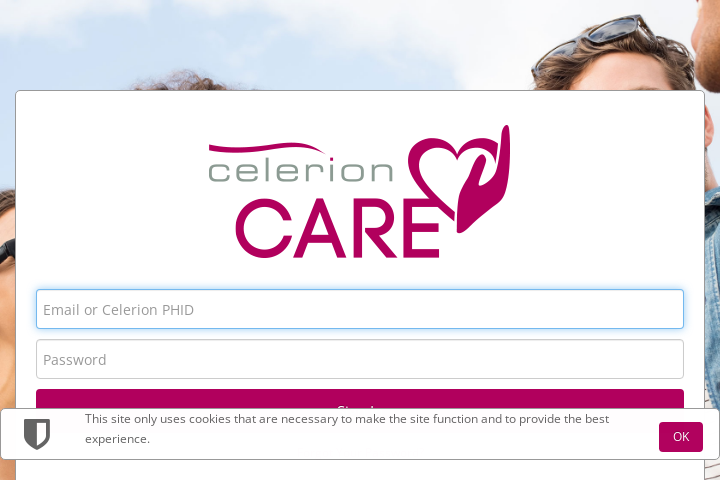 celerion
CARE
Email or Celerion PHID
Password
This site only uses cookies that are necessary to make the site function and to provide the best
experience.
OK